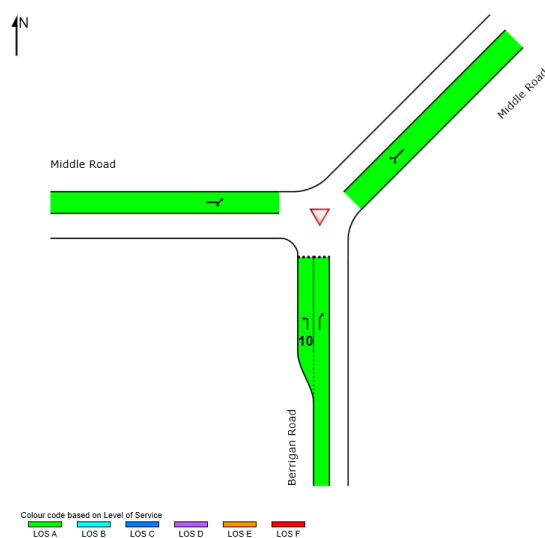 N
Middle Road
Middle Road
10
Berrigan Road
Colour code based on Level of Service
LOS A LOS B LOS C LOS D LOS E LOS F